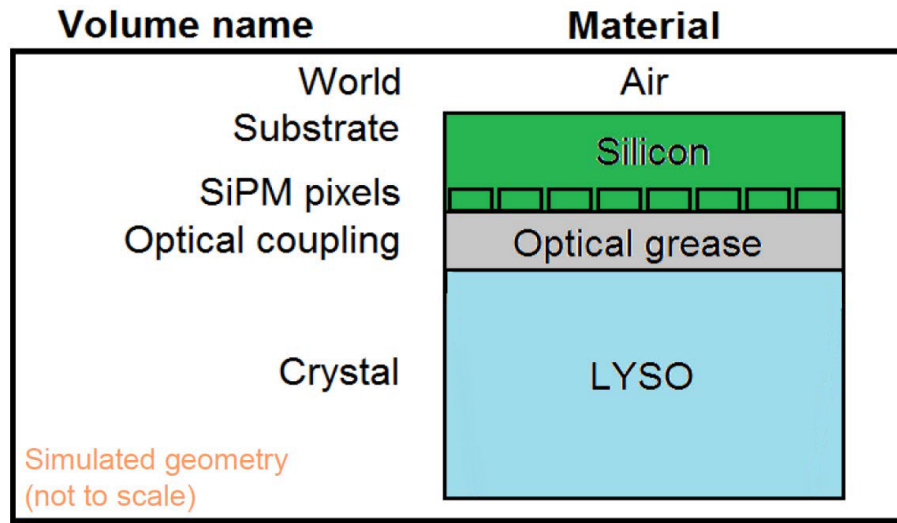 Volume name Material
World Air
Substrate
Silicon
SiPM pixels
Optical coupling Optical grease
Crystal LYSO
Simulated geometry
(not to scale)